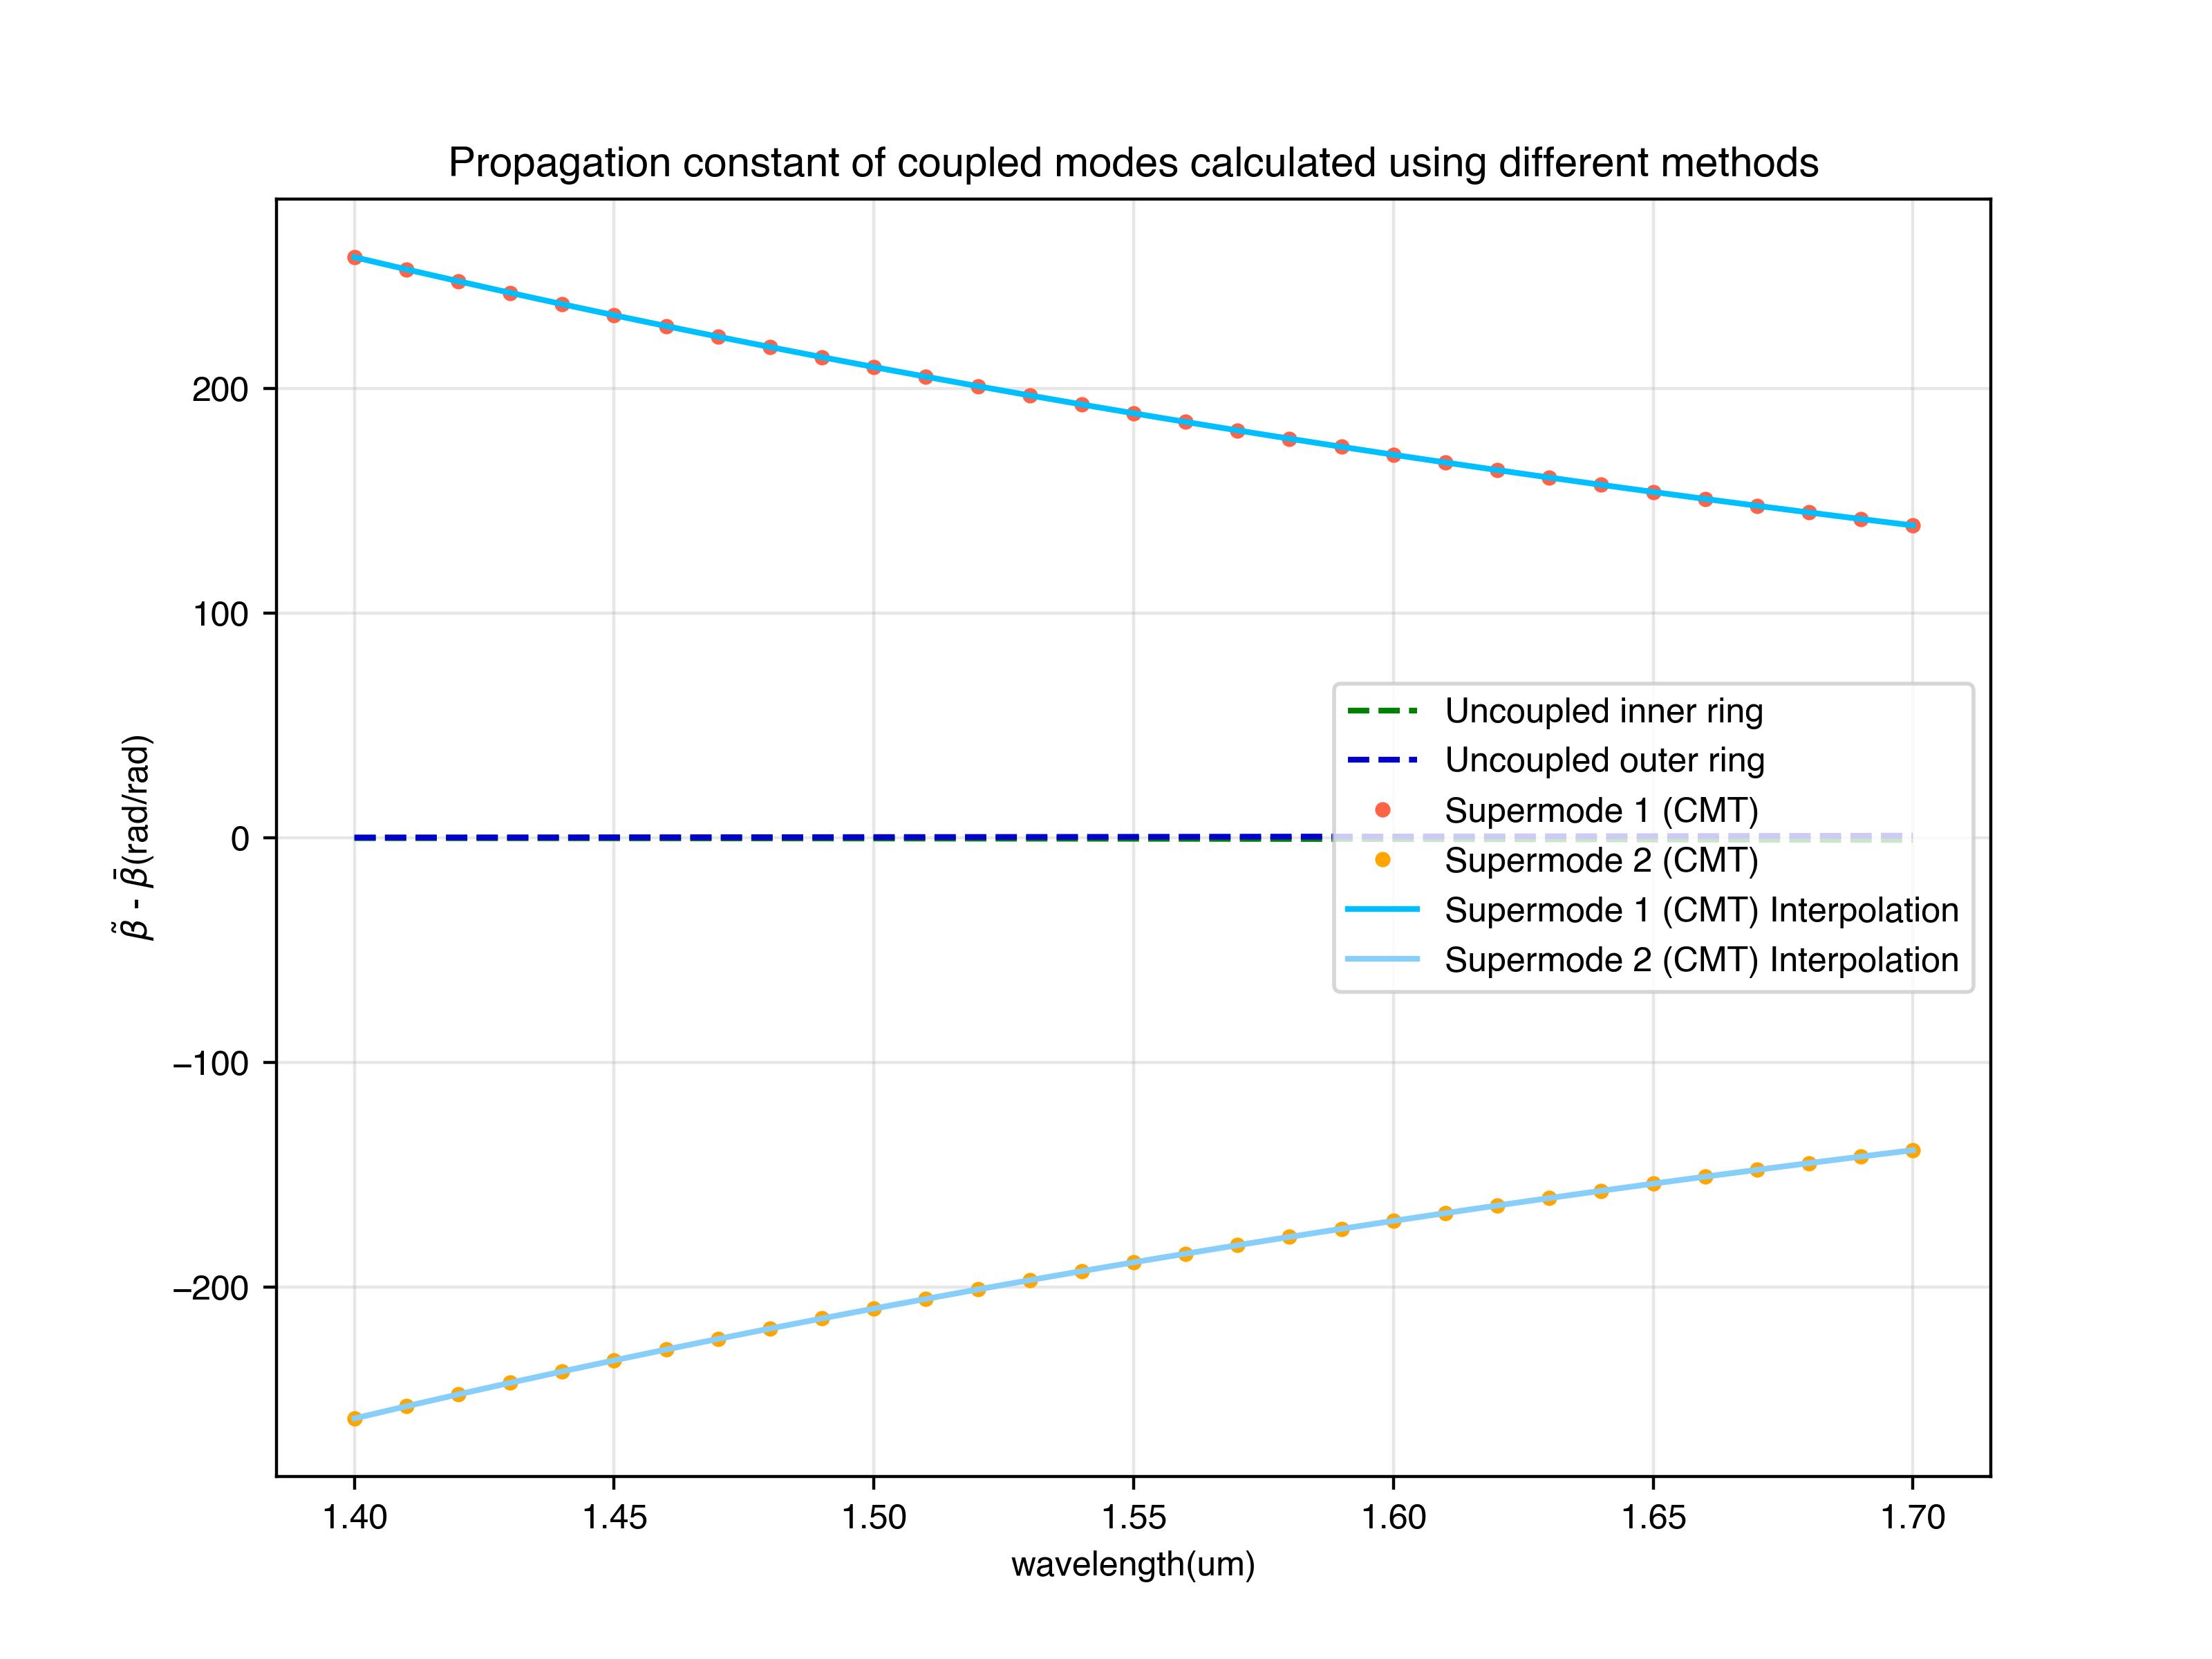 Propagation constant of coupled modes calculated using different methods
200
100
0
−100
−200
β̃ - β̄(rad/rad)
Uncoupled inner ring
Uncoupled outer ring
Supermode 1 (CMT)
Supermode 2 (CMT)
Supermode 1 (CMT) Interpolation
Supermode 2 (CMT) Interpolation
1.40 1.45 1.50 1.55 1.60 1.65 1.70
wavelength(um)